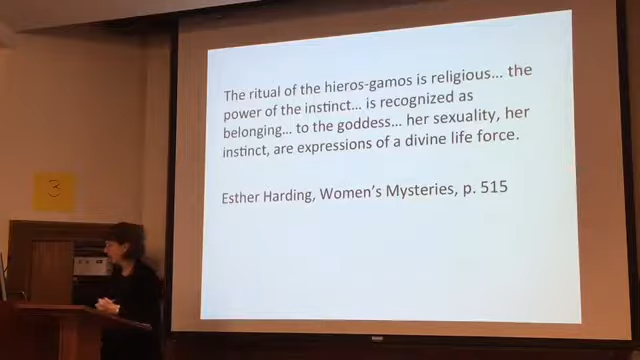 The ritual of the hieros-gamos is religious... the
power of the instinct... is recognized as
belonging... to the goddess... her sexuality, her
instinct, are expressions of a divine life force.
Esther Harding, Women's Mysteries, p. 515
3